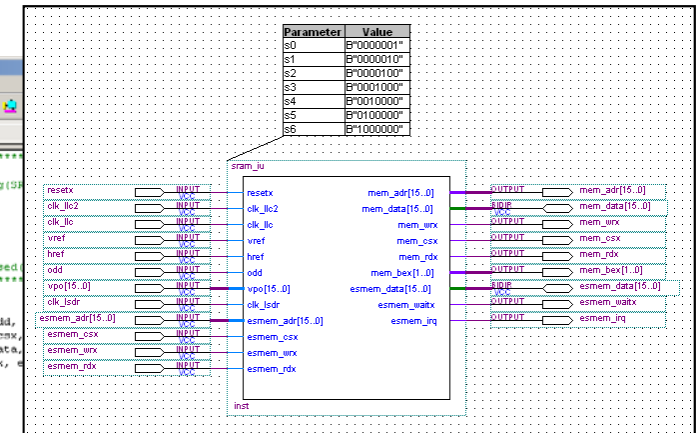 Parameter Value
s0 B"0000001"
s1 B"0000010"
s2 B"0000100"
s3 B"0001000"
s4 B"0010000"
s5 B"0100000"
s6 B"1000000"
sram_iu
resetx INPUT VCC resetx mem_adr[15..0] OUTPUT mem_adr[15..0]
clk_llc2 INPUT VCC clk_llc2 mem_data[15..0] BIDIR VCC mem_data[15..0]
clk_llc INPUT VCC clk_llc mem_wrx OUTPUT mem_wrx
vref INPUT VCC vref mem_csx OUTPUT mem_csx
href INPUT VCC href mem_rdx OUTPUT mem_rdx
odd INPUT VCC odd mem_bex[1..0] OUTPUT mem_bex[1..0]
vpo[15..0] INPUT VCC vpo[15..0] esmem_data[15..0] BIDIR VCC esmem_data[15..0]
clk_lsdr INPUT VCC clk_lsdr esmem_waitx OUTPUT esmem_waitx
esmem_adr[15..0] INPUT VCC esmem_adr[15..0] esmem_irq OUTPUT esmem_irq
esmem_csx INPUT VCC esmem_csx
esmem_wrx INPUT VCC esmem_wrx
esmem_rdx INPUT VCC esmem_rdx
inst